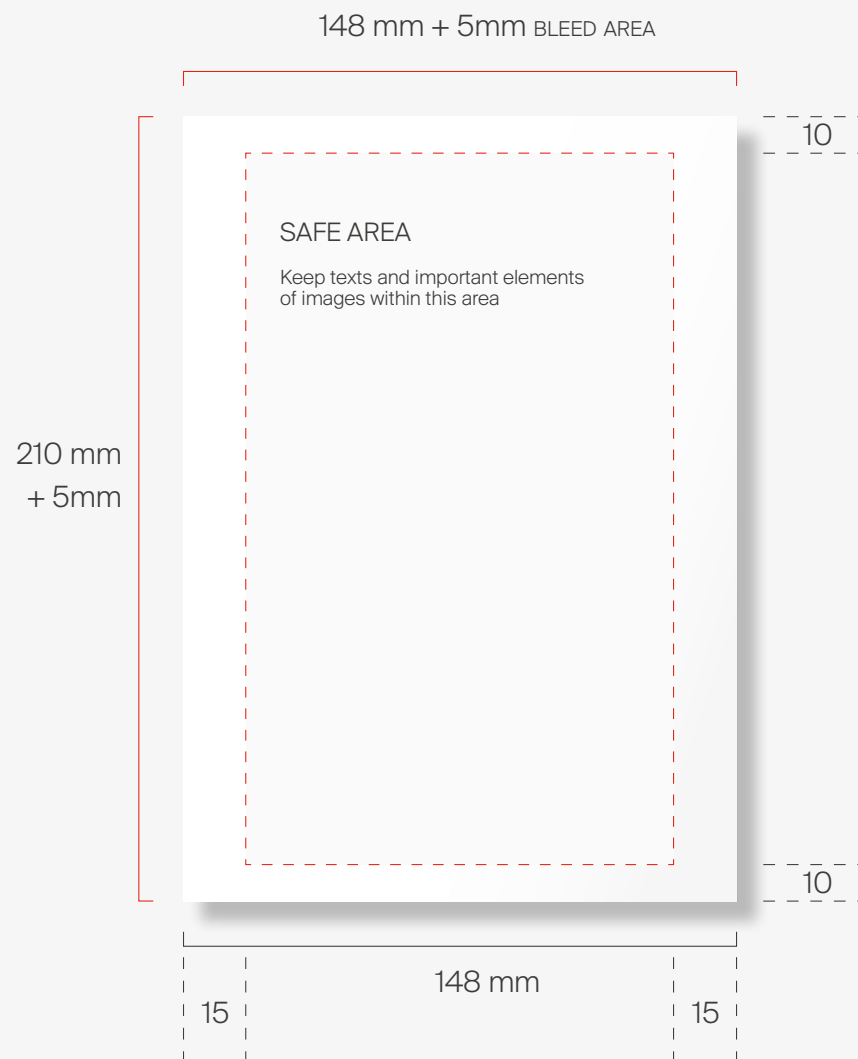 148 mm + 5mm BLEED AREA
10
SAFE AREA
Keep texts and important elements
of images within this area
210 mm
+ 5mm
10
148 mm
15
15